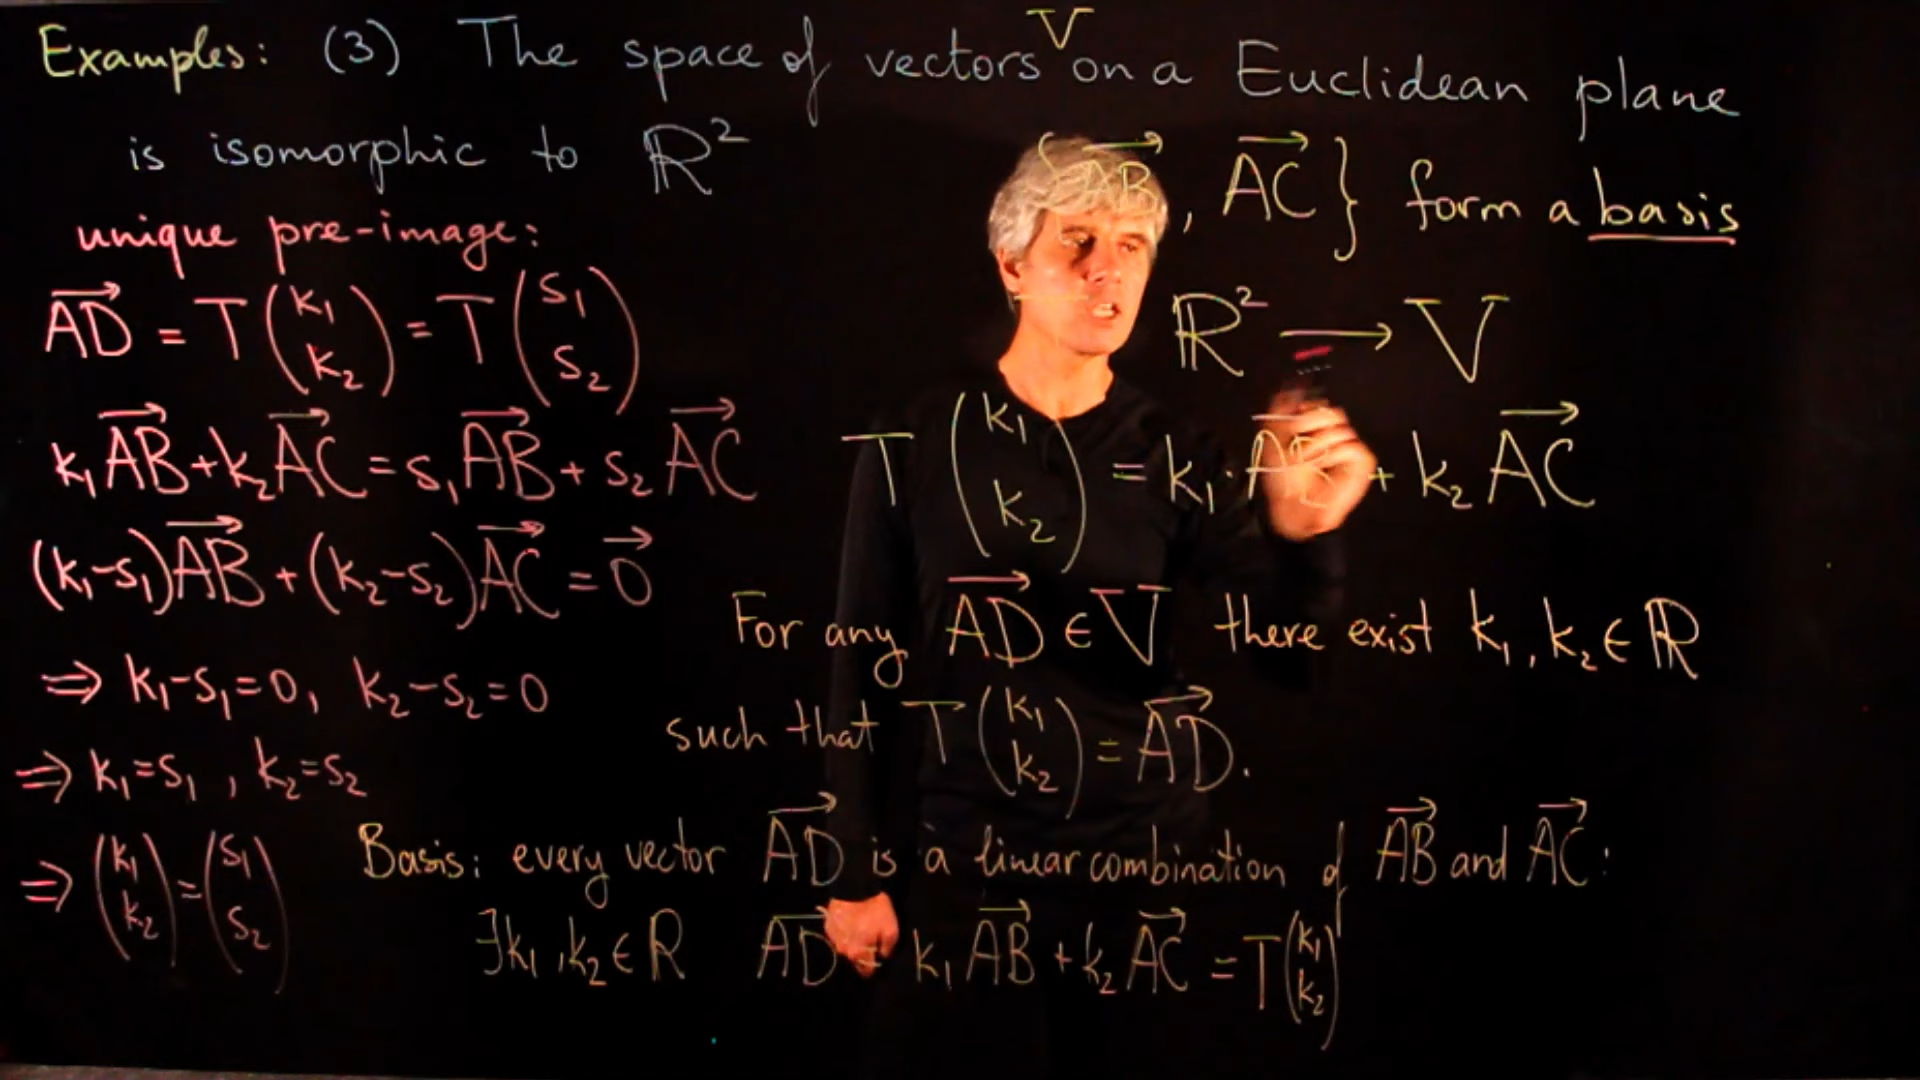 Examples: (3) The space of vectors V on a Euclidean plane
is isomorphic to ℝ²
{AB⃗, AC⃗} form a basis
unique pre-image:
AD⃗ = T(k₁ k₂) = T(s₁ s₂)
k₁AB⃗ + k₂AC⃗ = s₁AB⃗ + s₂AC⃗
(k₁-s₁)AB⃗ + (k₂-s₂)AC⃗ = 0⃗
⇒ k₁-s₁=0, k₂-s₂=0
⇒ k₁=s₁, k₂=s₂
⇒ (k₁ k₂) = (s₁ s₂)
ℝ² → V
T(k₁ k₂) = k₁·AB⃗ + k₂AC⃗
For any AD⃗ ∈ V there exist k₁, k₂ ∈ ℝ
such that T(k₁ k₂) = AD⃗.
Basis: every vector AD⃗ is a linear combination of AB⃗ and AC⃗:
∃k₁, k₂ ∈ ℝ AD⃗ = k₁AB⃗ + k₂AC⃗ = T(k₁ k₂)